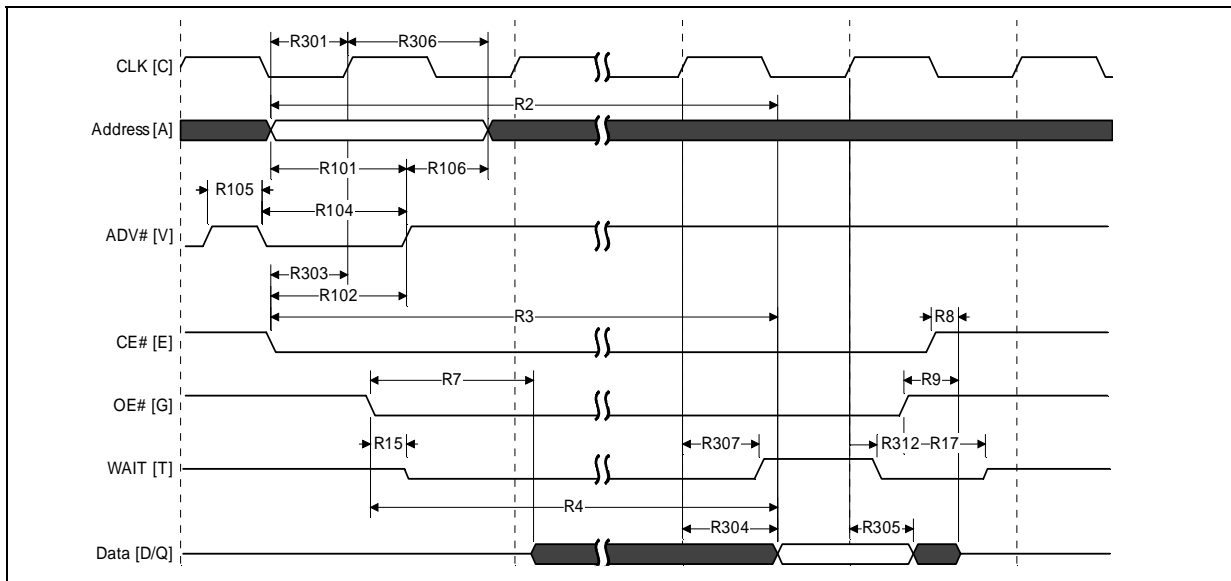 R301 R306
CLK [C]
R2
Address [A]
R101 R106
R105
R104
ADV# [V]
R303
R102
R3
R8
CE# [E]
R7
R9
OE# [G]
R15
R307
R312 R17
WAIT [T]
R4
R304
R305
Data [D/Q]